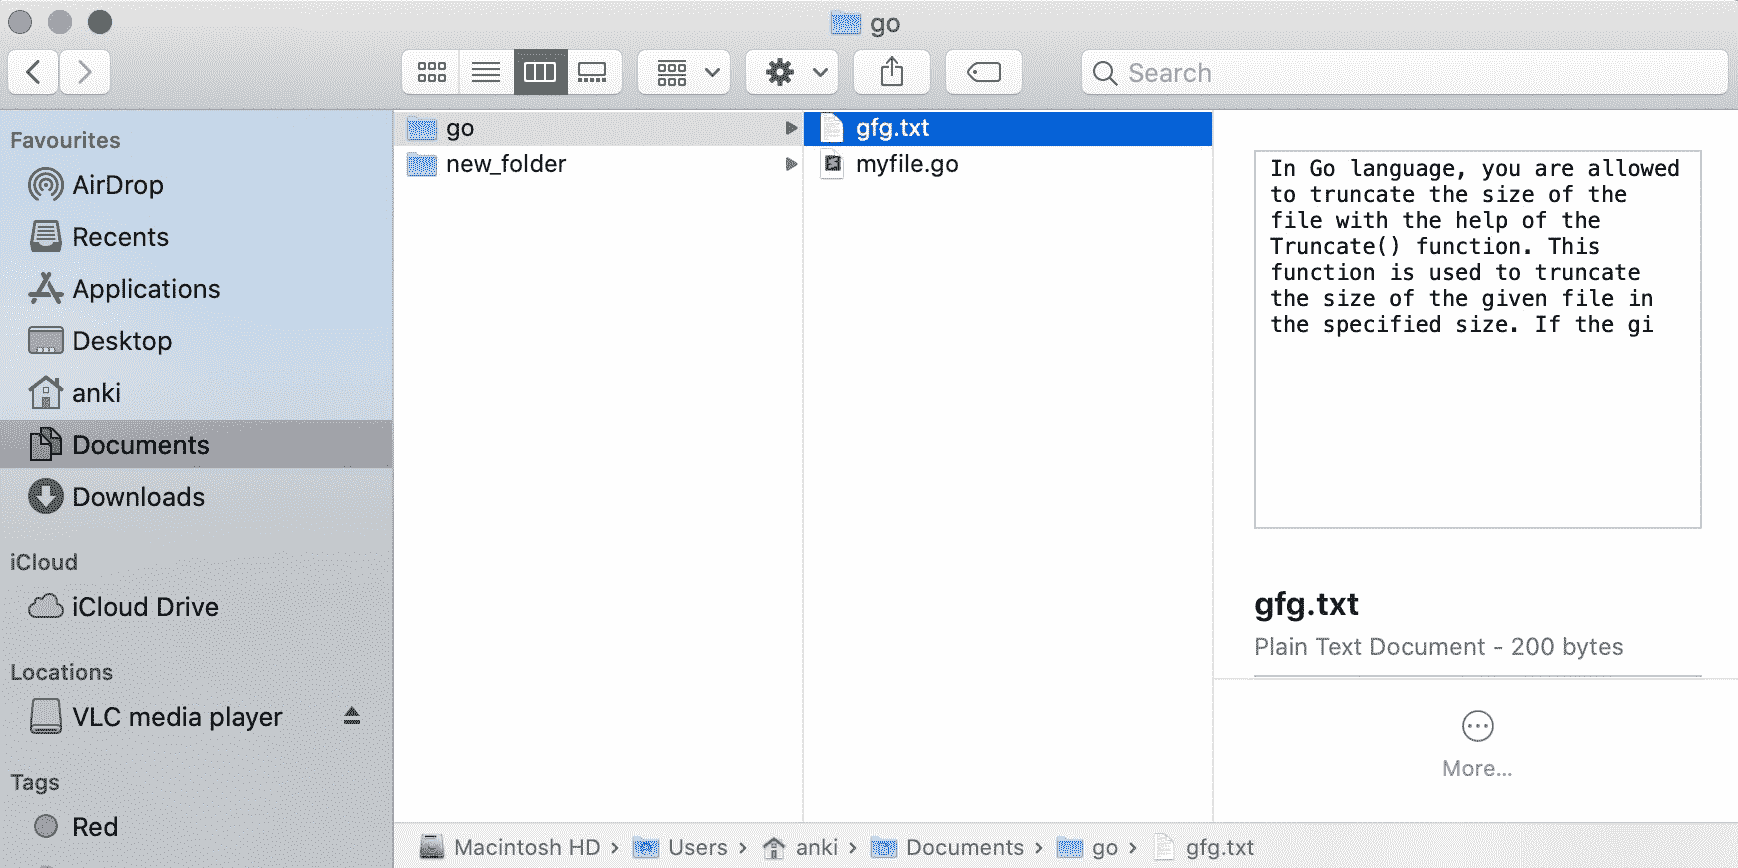 go
Search
Favourites
AirDrop
Recents
Applications
Desktop
anki
Documents
Downloads
iCloud
iCloud Drive
Locations
VLC media player
Tags
Red
go
new_folder
gfg.txt
myfile.go
In Go language, you are allowed
to truncate the size of the
file with the help of the
Truncate() function. This
function is used to truncate
the size of the given file in
the specified size. If the gi
gfg.txt
Plain Text Document - 200 bytes
More...
Macintosh HD › Users › anki › Documents › go › gfg.txt